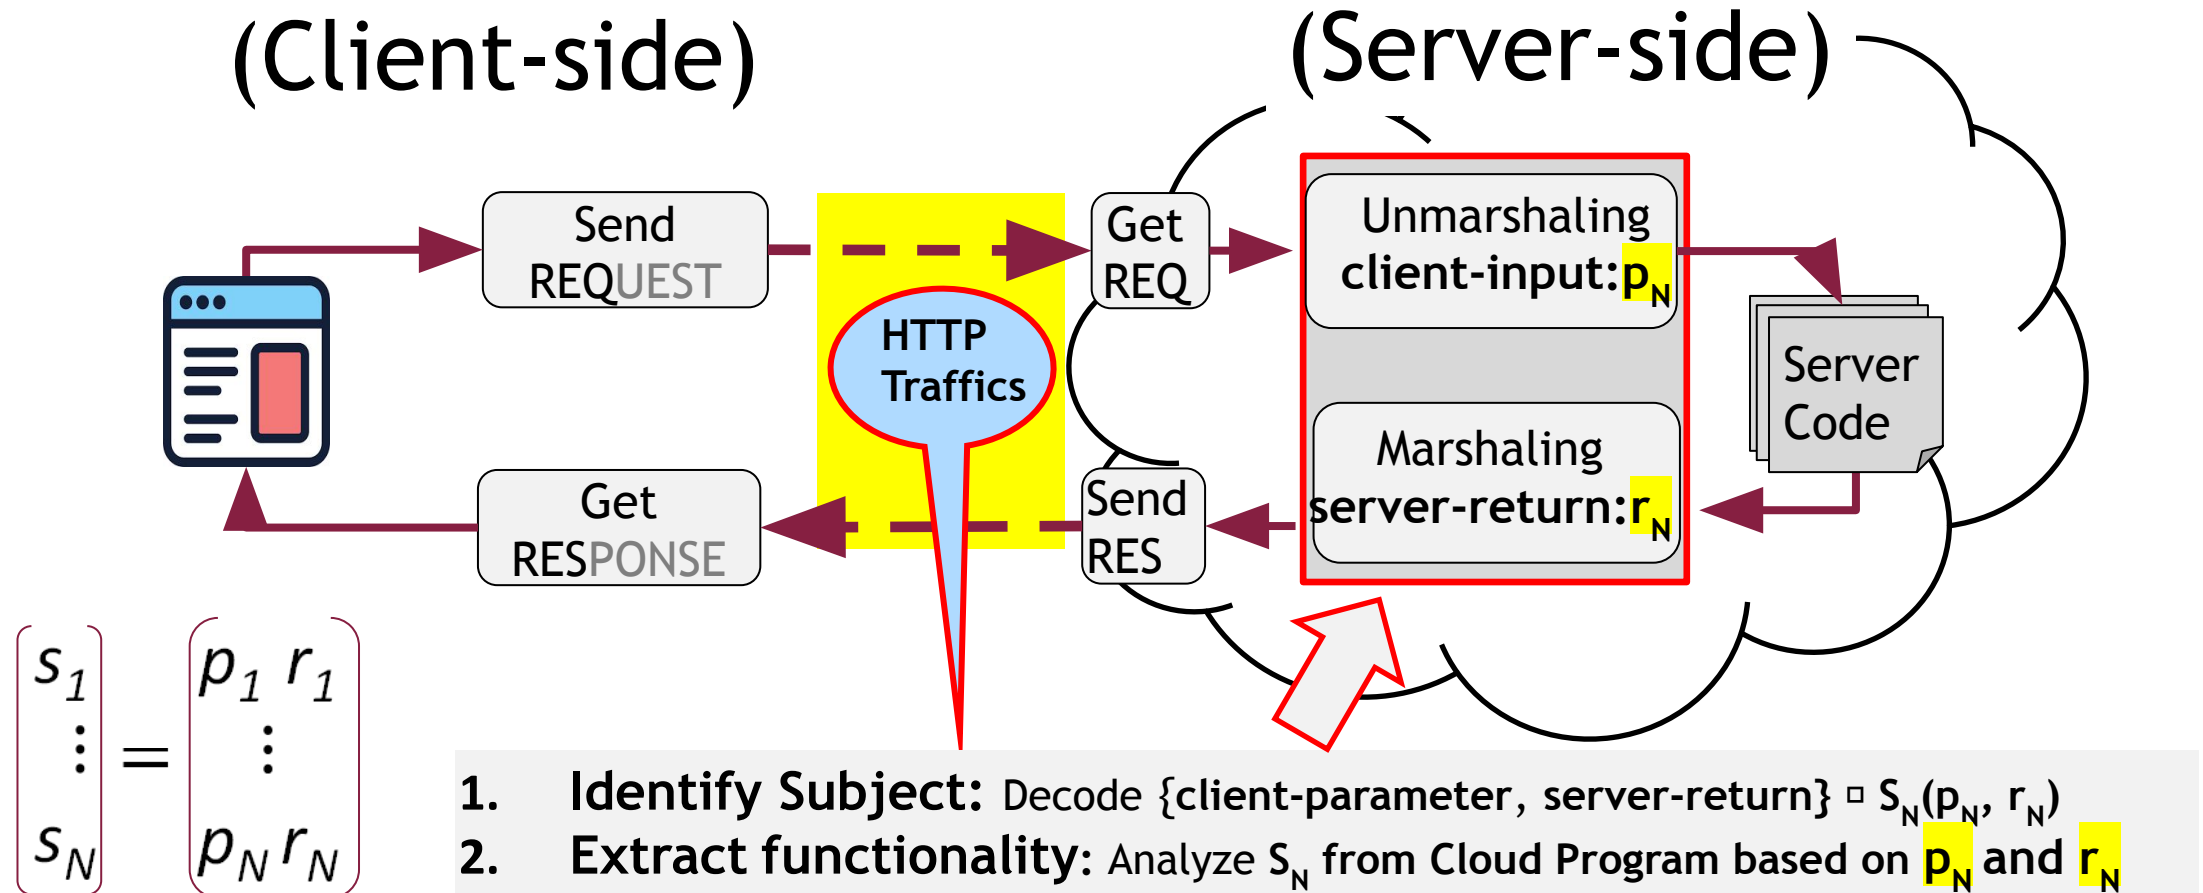 (Client-side)
(Server-side)
Send
REQUEST
Get
REQ
Unmarshaling
client-input:pN
HTTP
Traffics
Server
Code
Marshaling
server-return:rN
Send
RES
Get
RESPONSE
s1
⋮
sN
=
p1 r1
⋮
pN rN
1. Identify Subject: Decode {client-parameter, server-return} ▫ SN(pN, rN)
2. Extract functionality: Analyze SN from Cloud Program based on pN and rN